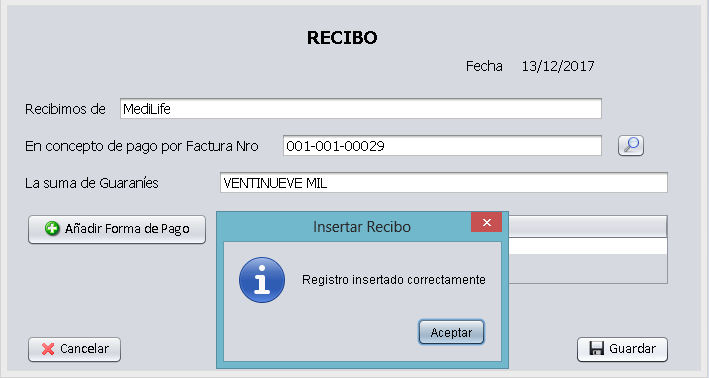 RECIBO
Fecha 13/12/2017
Recibimos de MediLife
En concepto de pago por Factura Nro 001-001-00029
La suma de Guaraníes VENTINUEVE MIL
Añadir Forma de Pago
Insertar Recibo
Registro insertado correctamente
Aceptar
Cancelar
Guardar